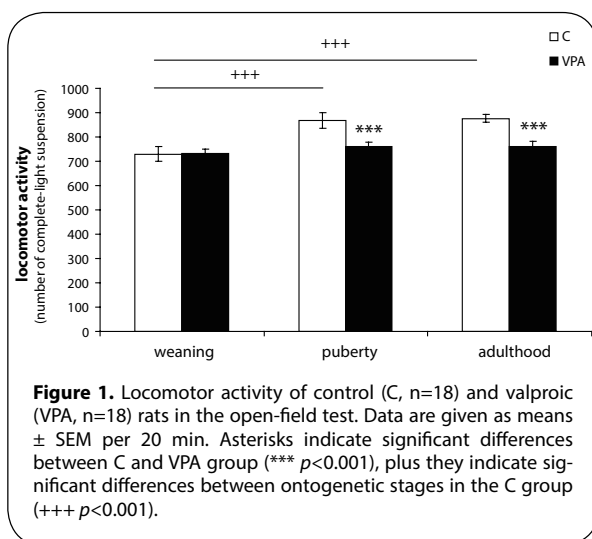 +++
C
VPA
+++
1000
900
800
700
600
500
400
300
200
100
0
***
***
locomotor activity
(number of complete-light suspension)
weaning puberty adulthood
Figure 1. Locomotor activity of control (C, n=18) and valproic
(VPA, n=18) rats in the open-field test. Data are given as means
± SEM per 20 min. Asterisks indicate significant differences
between C and VPA group (*** p<0.001), plus they indicate sig-
nificant differences between ontogenetic stages in the C group
(+++ p<0.001).